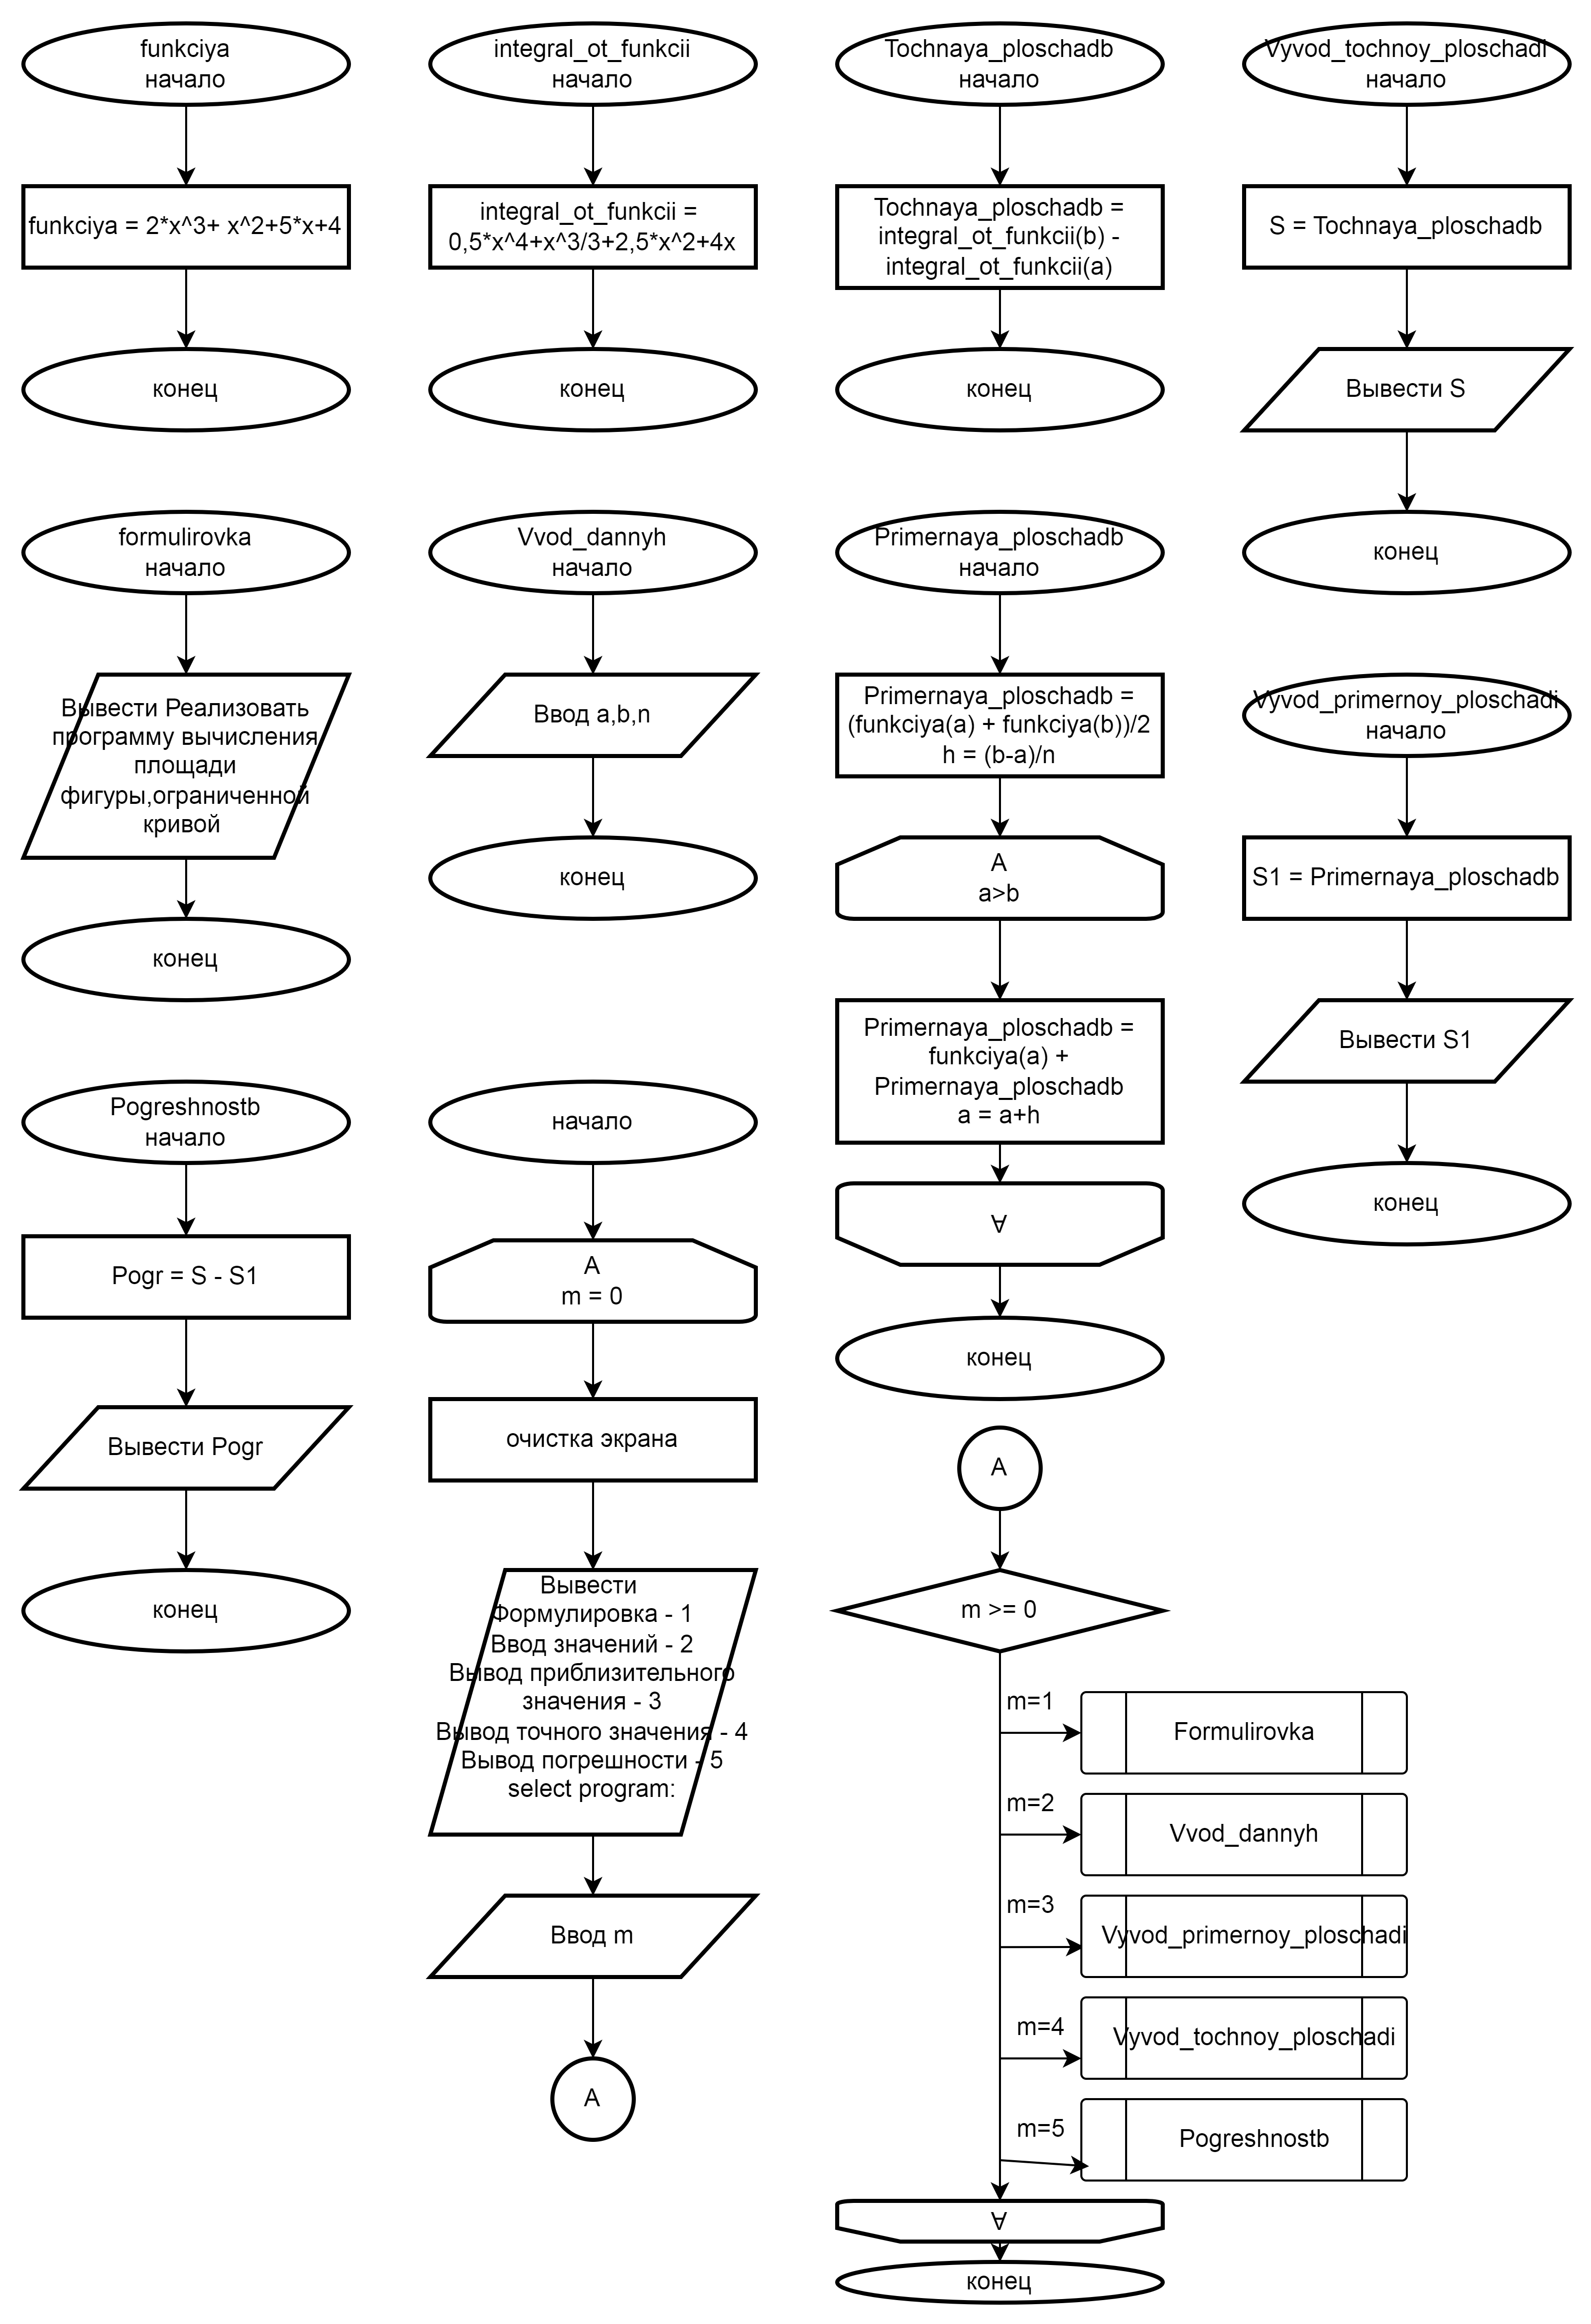 funkciya
начало
funkciya = 2*x^3+ x^2+5*x+4
конец
integral_ot_funkcii
начало
integral_ot_funkcii =
0,5*x^4+x^3/3+2,5*x^2+4x
конец
Tochnaya_ploschadb
начало
Tochnaya_ploschadb =
integral_ot_funkcii(b) -
integral_ot_funkcii(a)
конец
Vyvod_tochnoy_ploschadi
начало
S = Tochnaya_ploschadb
Вывести S
конец
formulirovka
начало
Вывести Реализовать
программу вычисления
площади
фигуры,ограниченной
кривой
конец
Vvod_dannyh
начало
Ввод a,b,n
конец
Primernaya_ploschadb
начало
Primernaya_ploschadb =
(funkciya(a) + funkciya(b))/2
h = (b-a)/n
A
a>b
Primernaya_ploschadb =
funkciya(a) +
Primernaya_ploschadb
a = a+h
A
конец
Vyvod_primernoy_ploschadi
начало
S1 = Primernaya_ploschadb
Вывести S1
конец
Pogreshnostb
начало
Pogr = S - S1
Вывести Pogr
конец
начало
A
m = 0
очистка экрана
Вывести
Формулировка - 1
Ввод значений - 2
Вывод приблизительного
значения - 3
Вывод точного значения - 4
Вывод погрешности - 5
select program:
Ввод m
A
A
m >= 0
m=1
Formulirovka
m=2
Vvod_dannyh
m=3
Vyvod_primernoy_ploschadi
m=4
Vyvod_tochnoy_ploschadi
m=5
Pogreshnostb
A
конец